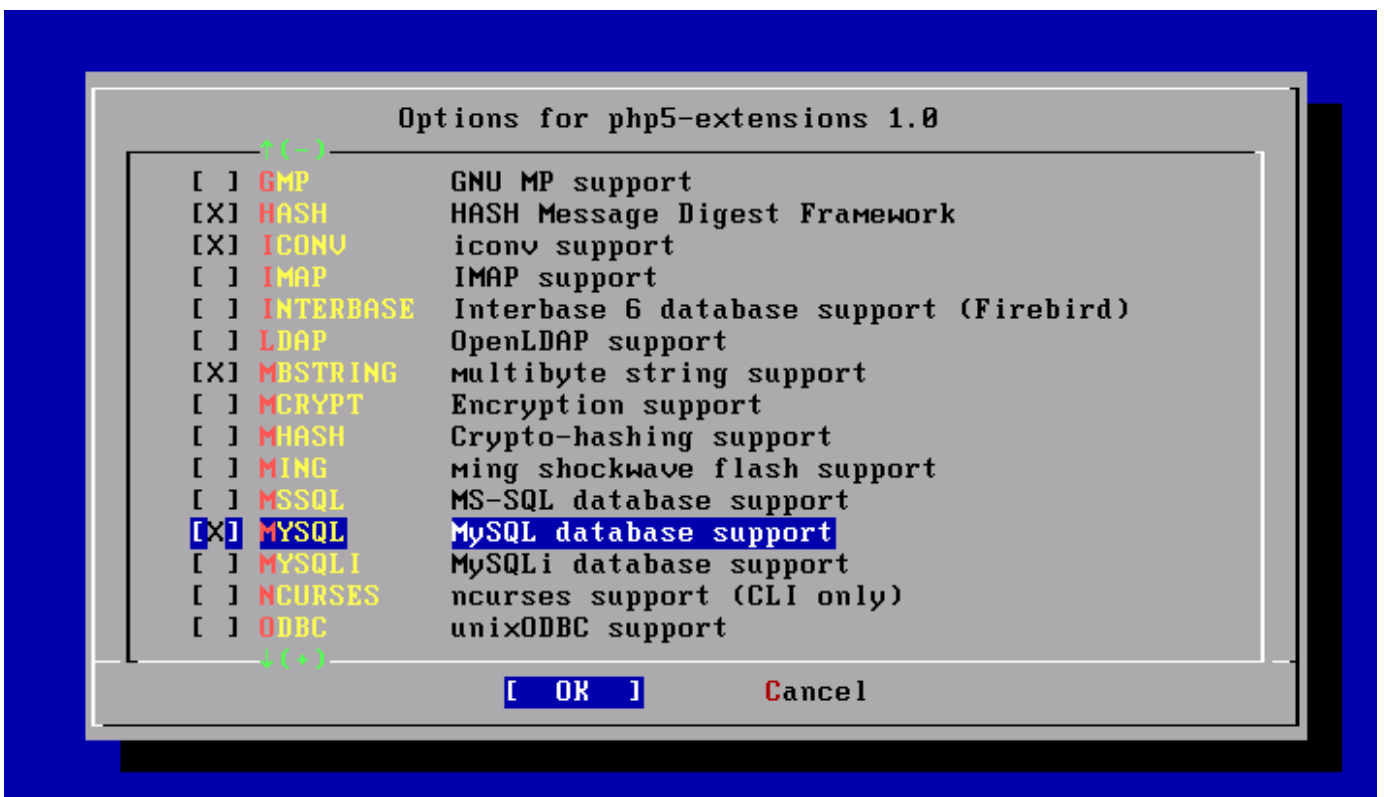 Options for php5-extensions 1.0
↑(-)
[ ] GMP GNU MP support
[X] HASH HASH Message Digest Framework
[X] ICONV iconv support
[ ] IMAP IMAP support
[ ] INTERBASE Interbase 6 database support (Firebird)
[ ] LDAP OpenLDAP support
[X] MBSTRING multibyte string support
[ ] MCRYPT Encryption support
[ ] MHASH Crypto-hashing support
[ ] MING ming shockwave flash support
[ ] MSSQL MS-SQL database support
[X] MYSQL MySQL database support
[ ] MYSQLI MySQLi database support
[ ] NCURSES ncurses support (CLI only)
[ ] ODBC unixODBC support
↓(+)
[ OK ] Cancel